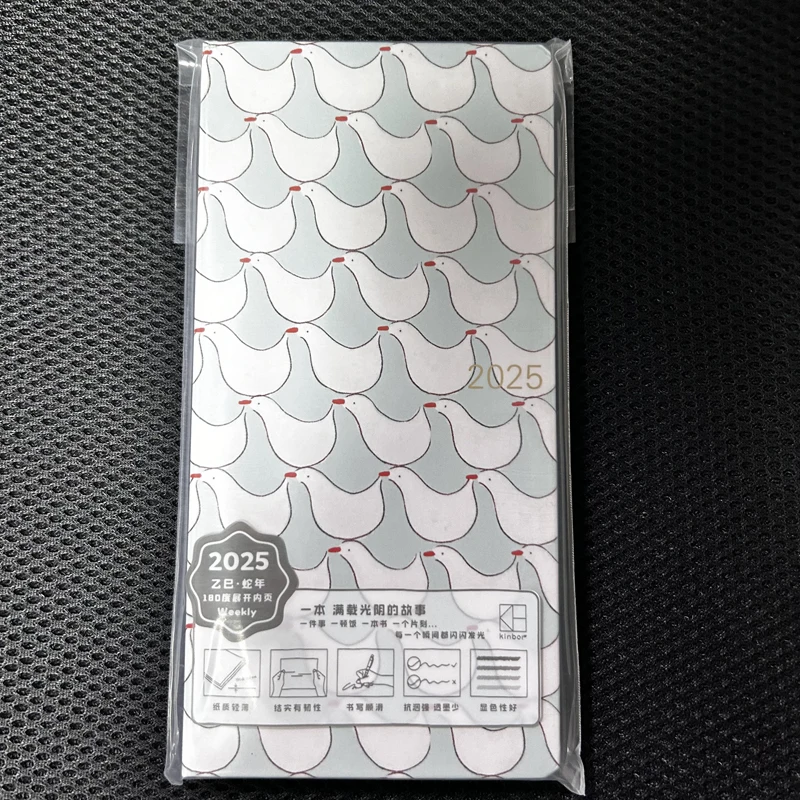 2025
2025
乙巳·蛇年
180度展开内页
Weekly
一本 满载光阴的故事
一件事 一顿饭 一本书 一个片刻...
每一个瞬间都闪闪发光
kinbor
纸质轻薄
结实有韧性
书写顺滑
抗洇强 透墨少
显色性好